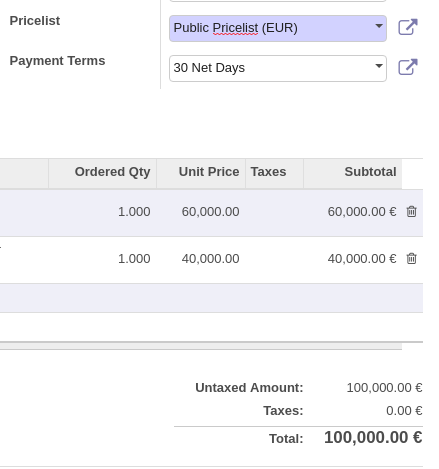 Pricelist Public Pricelist (EUR)
Payment Terms 30 Net Days
Ordered Qty Unit Price Taxes Subtotal
1.000 60,000.00 60,000.00 €
1.000 40,000.00 40,000.00 €
Untaxed Amount: 100,000.00 €
Taxes: 0.00 €
Total: 100,000.00 €